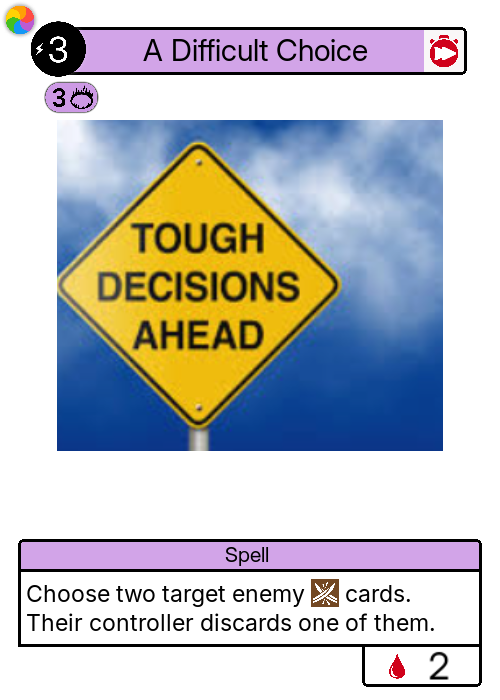 3
A Difficult Choice
3
TOUGH
DECISIONS
AHEAD
Spell
Choose two target enemy cards.
Their controller discards one of them.
2